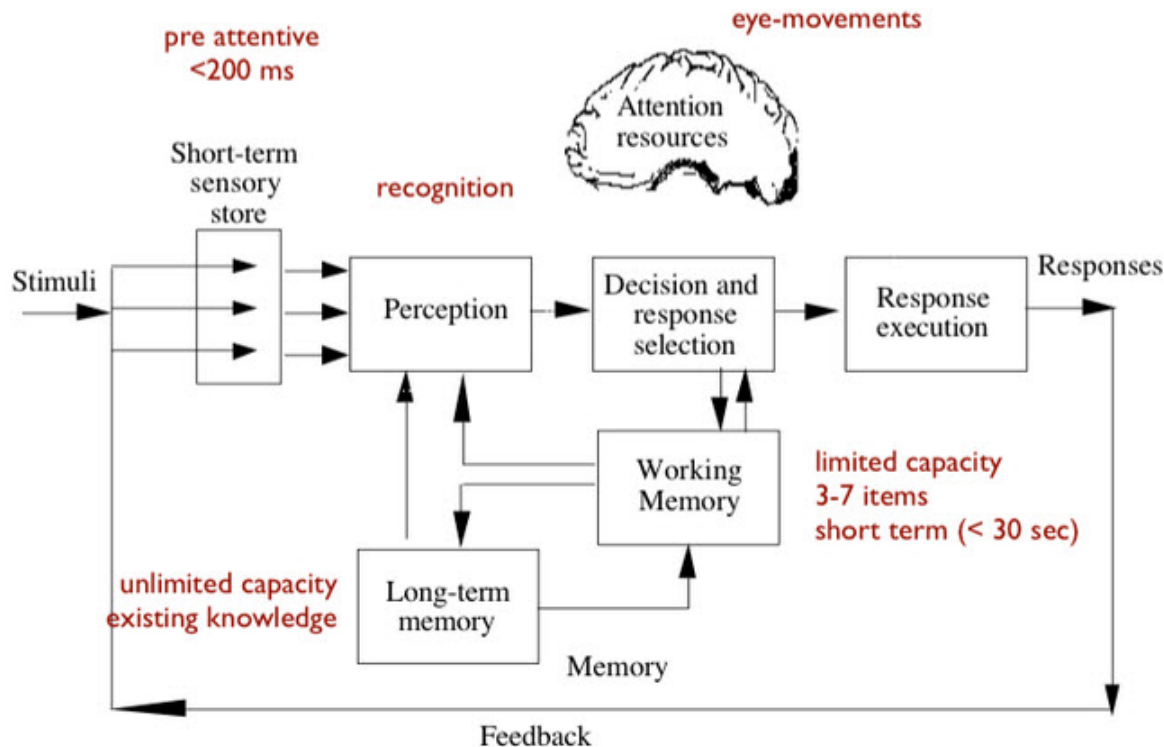 pre attentive
<200 ms
eye-movements
Attention
resources
Short-term
sensory
store
recognition
Stimuli
Perception
Decision and
response
selection
Response
execution
Responses
Working
Memory
limited capacity
3-7 items
short term (< 30 sec)
unlimited capacity
existing knowledge
Long-term
memory
Memory
Feedback